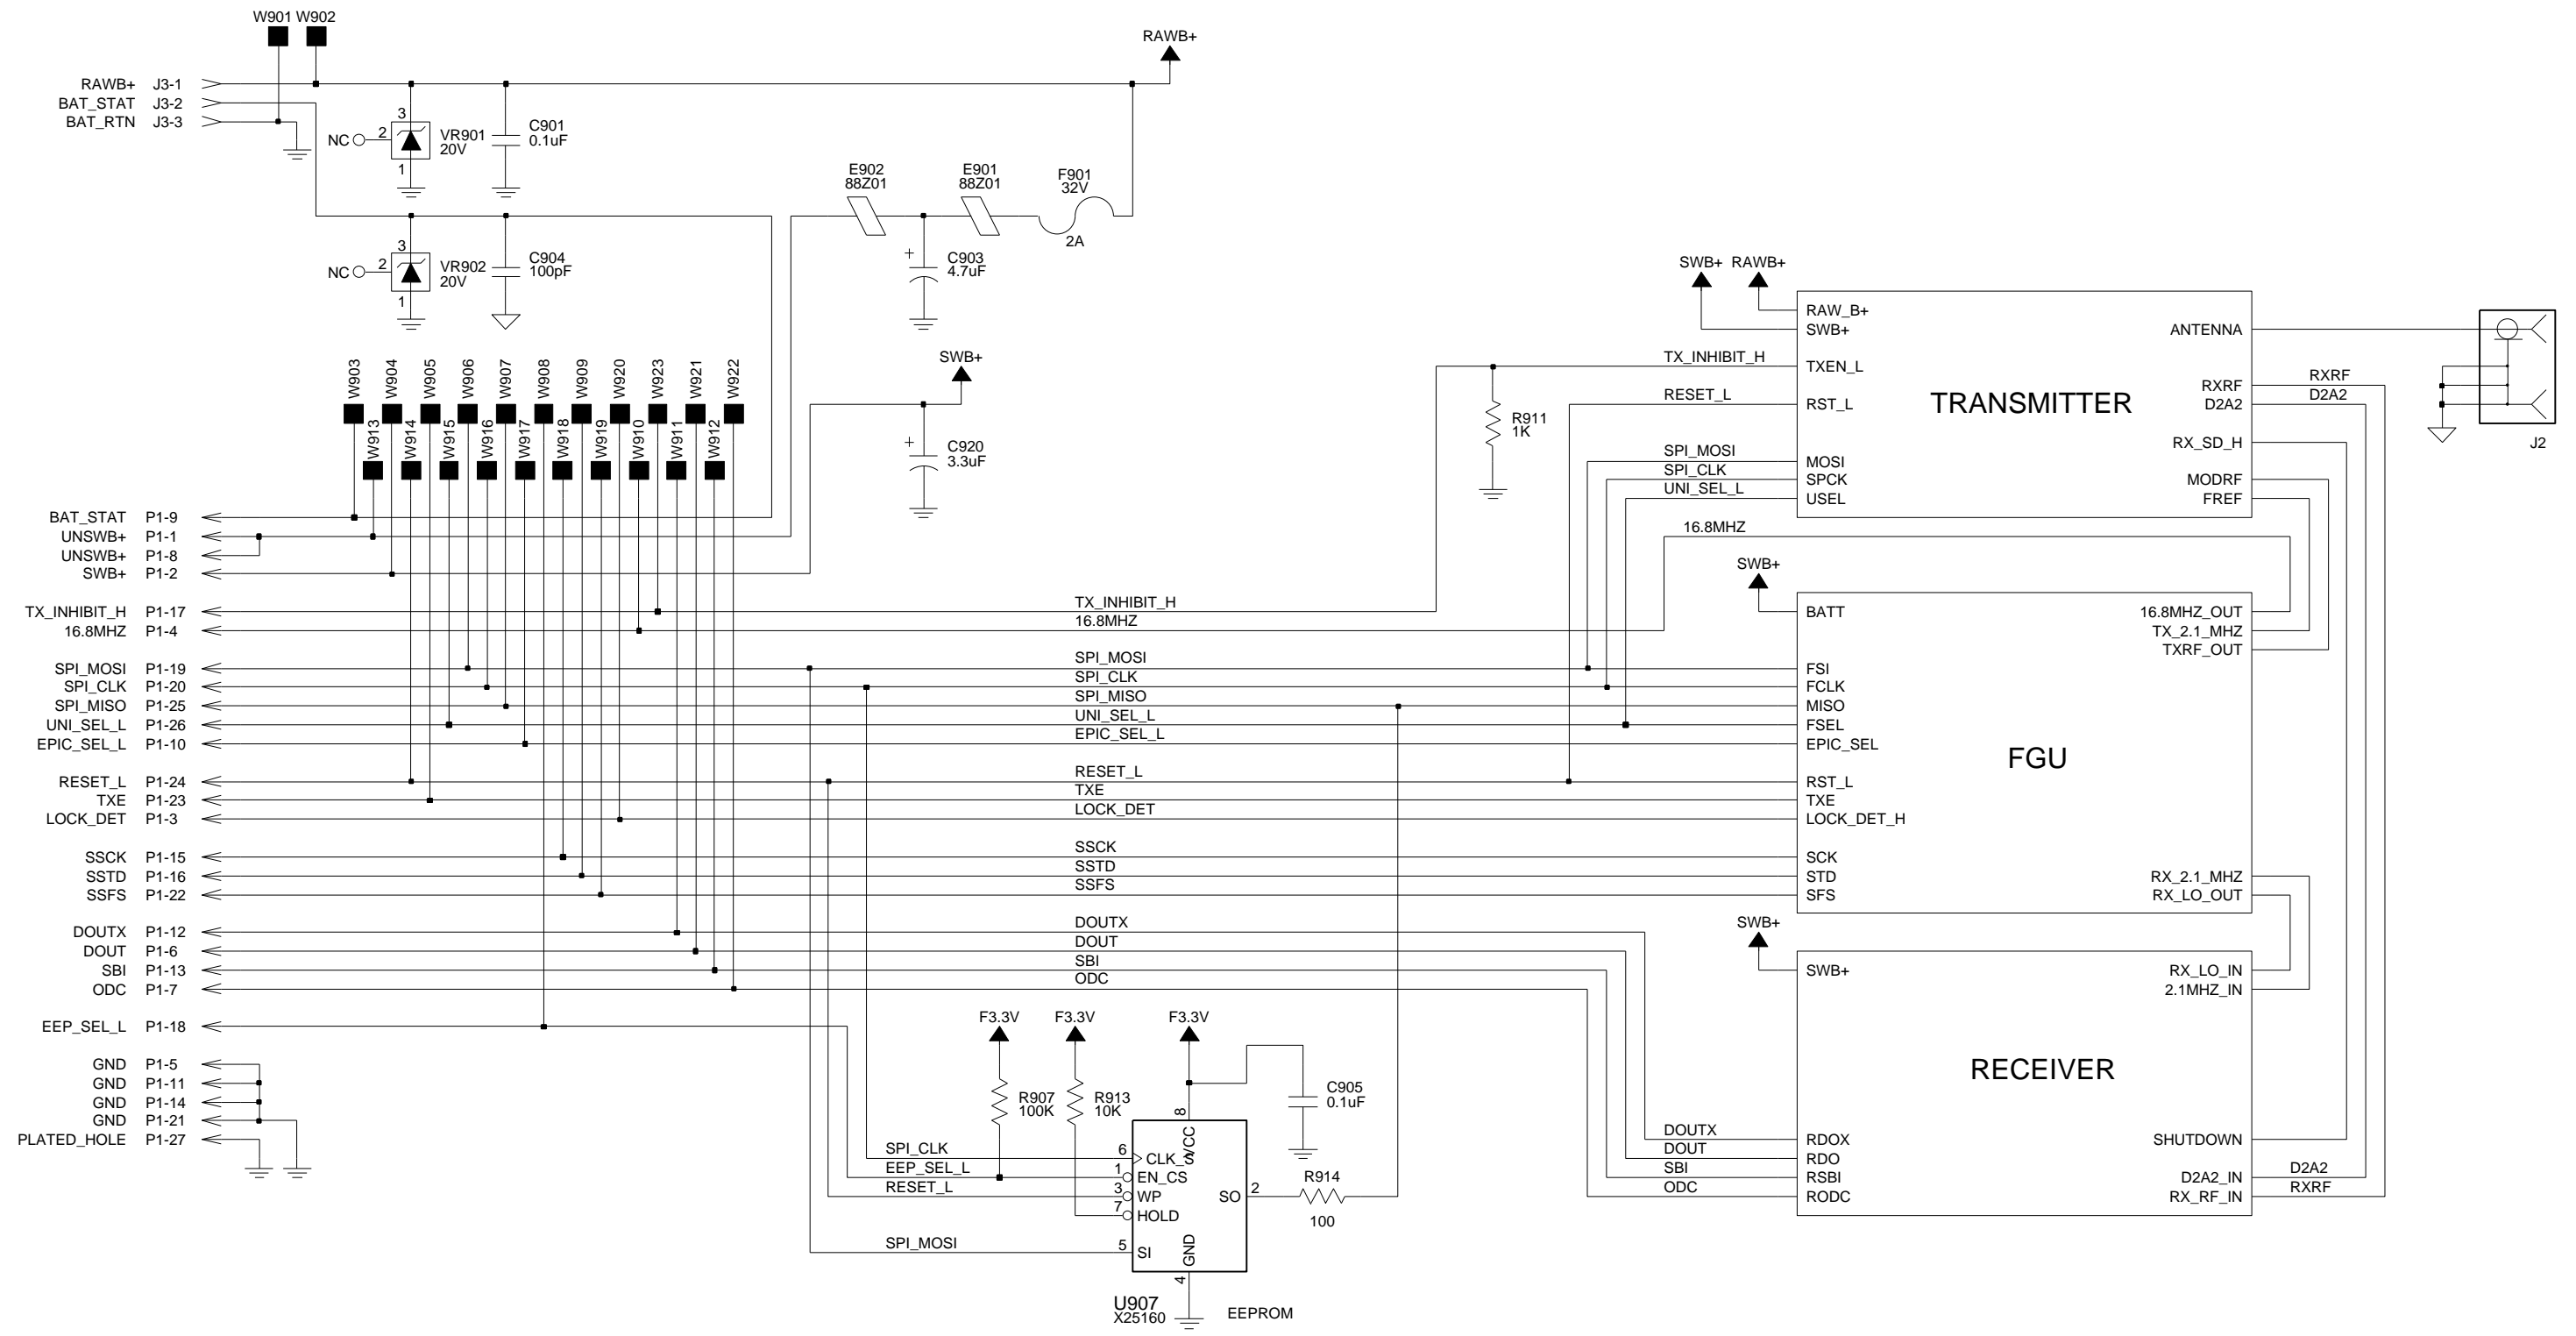 W901 W902
RAWB+
RAWB+ J3-1
BAT_STAT J3-2
BAT_RTN J3-3
3
NC 2
1
VR901
20V
C901
0.1uF
E902
88Z01
E901
88Z01
F901
32V
2A
3
NC 2
1
VR902
20V
C904
100pF
+
C903
4.7uF
SWB+
+
C920
3.3uF
W903
W904
W905
W906
W907
W908
W909
W920
W923
W921
W922
W913
W914
W915
W916
W917
W918
W919
W910
W911
W912
BAT_STAT P1-9
UNSWB+ P1-1
UNSWB+ P1-8
SWB+ P1-2
TX_INHIBIT_H P1-17
16.8MHZ P1-4
SPI_MOSI P1-19
SPI_CLK P1-20
SPI_MISO P1-25
UNI_SEL_L P1-26
EPIC_SEL_L P1-10
RESET_L P1-24
TXE P1-23
LOCK_DET P1-3
SSCK P1-15
SSTD P1-16
SSFS P1-22
DOUTX P1-12
DOUT P1-6
SBI P1-13
ODC P1-7
EEP_SEL_L P1-18
GND P1-5
GND P1-11
GND P1-14
GND P1-21
PLATED_HOLE P1-27
TX_INHIBIT_H
16.8MHZ
SPI_MOSI
SPI_CLK
SPI_MISO
UNI_SEL_L
EPIC_SEL_L
RESET_L
TXE
LOCK_DET
SSCK
SSTD
SSFS
DOUTX
DOUT
SBI
ODC
F3.3V
F3.3V
F3.3V
R907
100K
R913
10K
C905
0.1uF
8
VCC
SPI_CLK
EEP_SEL_L
RESET_L
SPI_MOSI
6
1
3
7
5
CLK_S
EN_CS
WP
HOLD
SI
SO
2
GND
4
R914
100
U907
X25160
EEPROM
SWB+ RAWB+
TX_INHIBIT_H
RESET_L
R911
1K
SPI_MOSI
SPI_CLK
UNI_SEL_L
16.8MHZ
RAW_B+
SWB+
TXEN_L
RST_L
MOSI
SPCK
USEL
TRANSMITTER
ANTENNA
RXRF
D2A2
RX_SD_H
MODRF
FREF
RXRF
D2A2
J2
SWB+
BATT
FSI
FCLK
MISO
FSEL
EPIC_SEL
RST_L
TXE
LOCK_DET_H
SCK
STD
SFS
FGU
16.8MHZ_OUT
TX_2.1_MHZ
TXRF_OUT
RX_2.1_MHZ
RX_LO_OUT
SWB+
SWB+
RECEIVER
RX_LO_IN
2.1MHZ_IN
DOUTX
DOUT
SBI
ODC
RDOX
RDO
RSBI
RODC
SHUTDOWN
D2A2_IN
RX_RF_IN
D2A2
RXRF